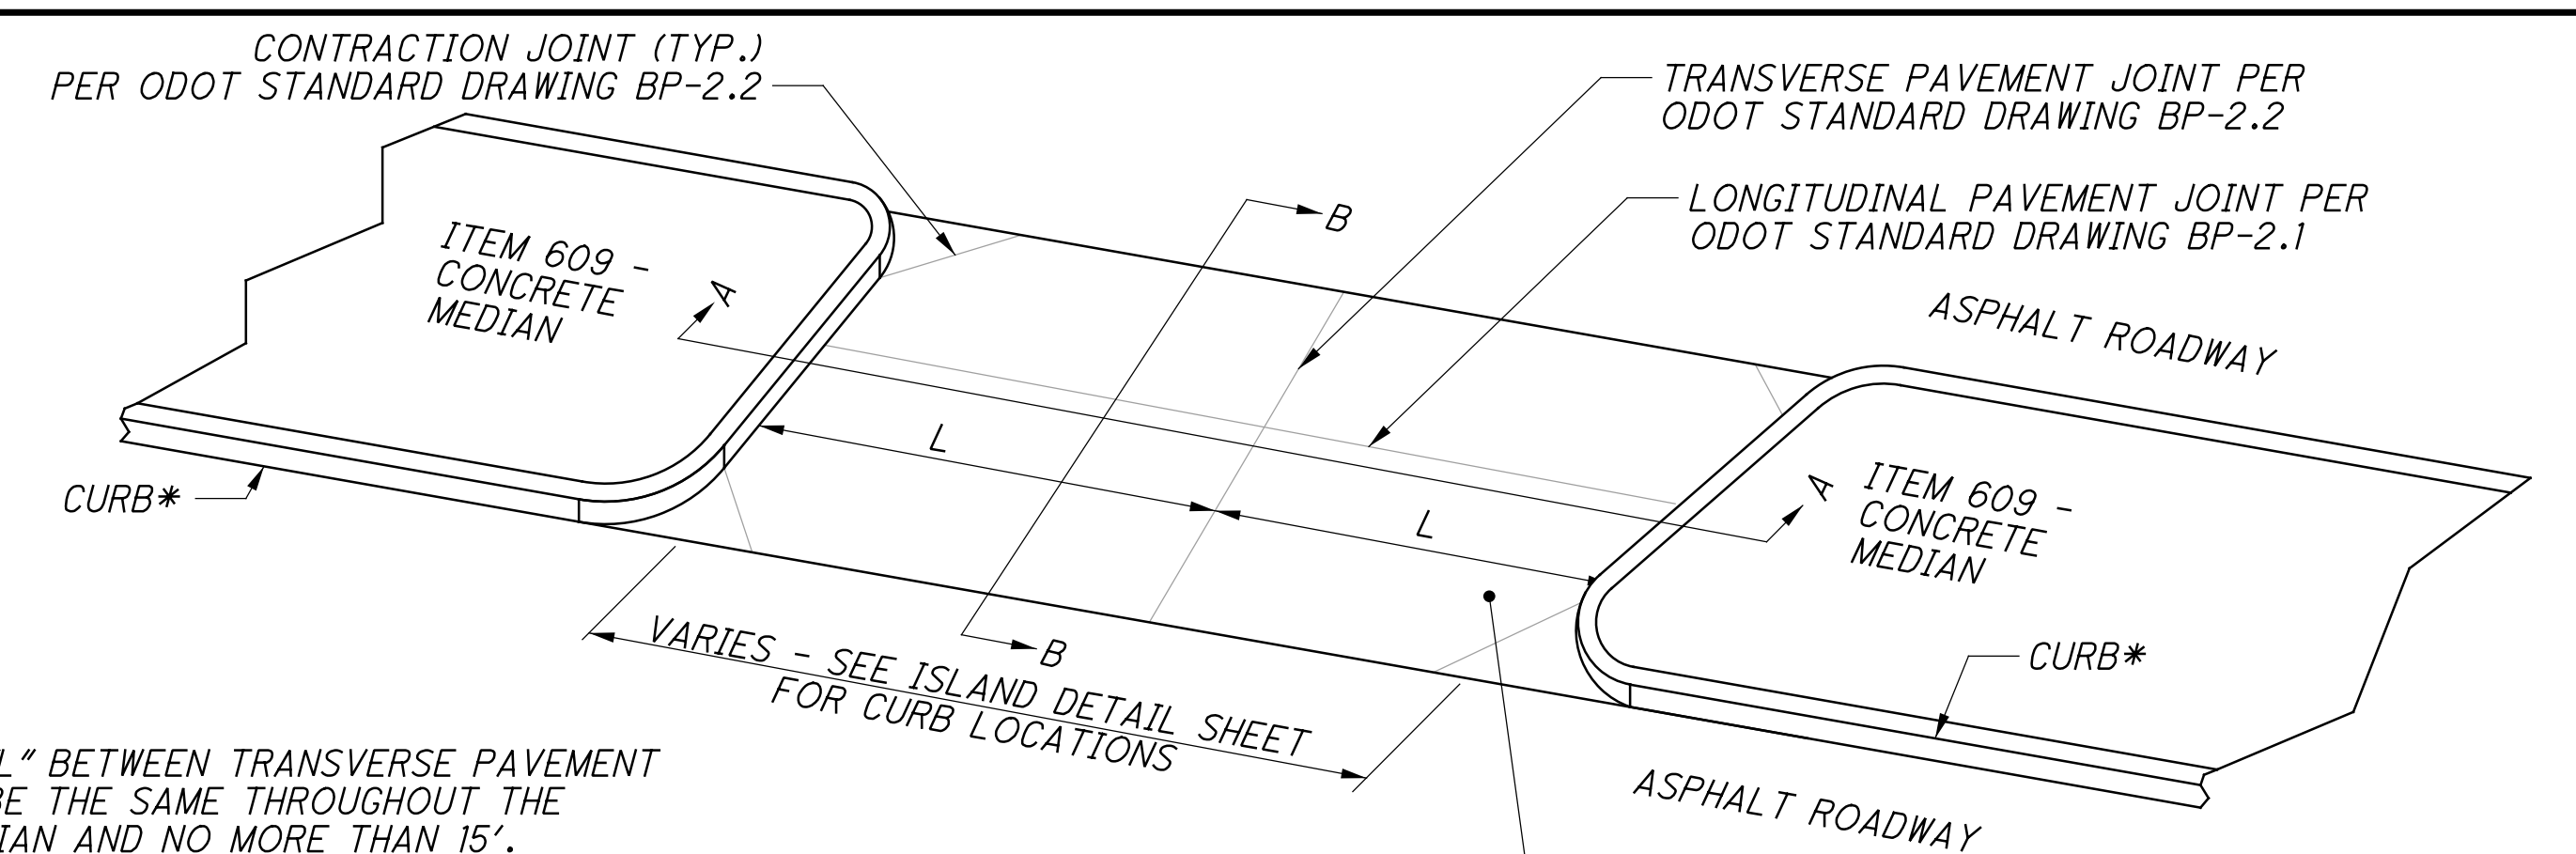 CONTRACTION JOINT (TYP.)
PER ODOT STANDARD DRAWING BP-2.2
TRANSVERSE PAVEMENT JOINT PER
ODOT STANDARD DRAWING BP-2.2
LONGITUDINAL PAVEMENT JOINT PER
ODOT STANDARD DRAWING BP-2.1
B
ITEM 609 -
CONCRETE
MEDIAN
A
ASPHALT ROADWAY
L
CURB*
L
A
ITEM 609 -
CONCRETE
MEDIAN
B
CURB*
VARIES - SEE ISLAND DETAIL SHEET
FOR CURB LOCATIONS
L" BETWEEN TRANSVERSE PAVEMENT
BE THE SAME THROUGHOUT THE
IAN AND NO MORE THAN 15'.
ASPHALT ROADWAY